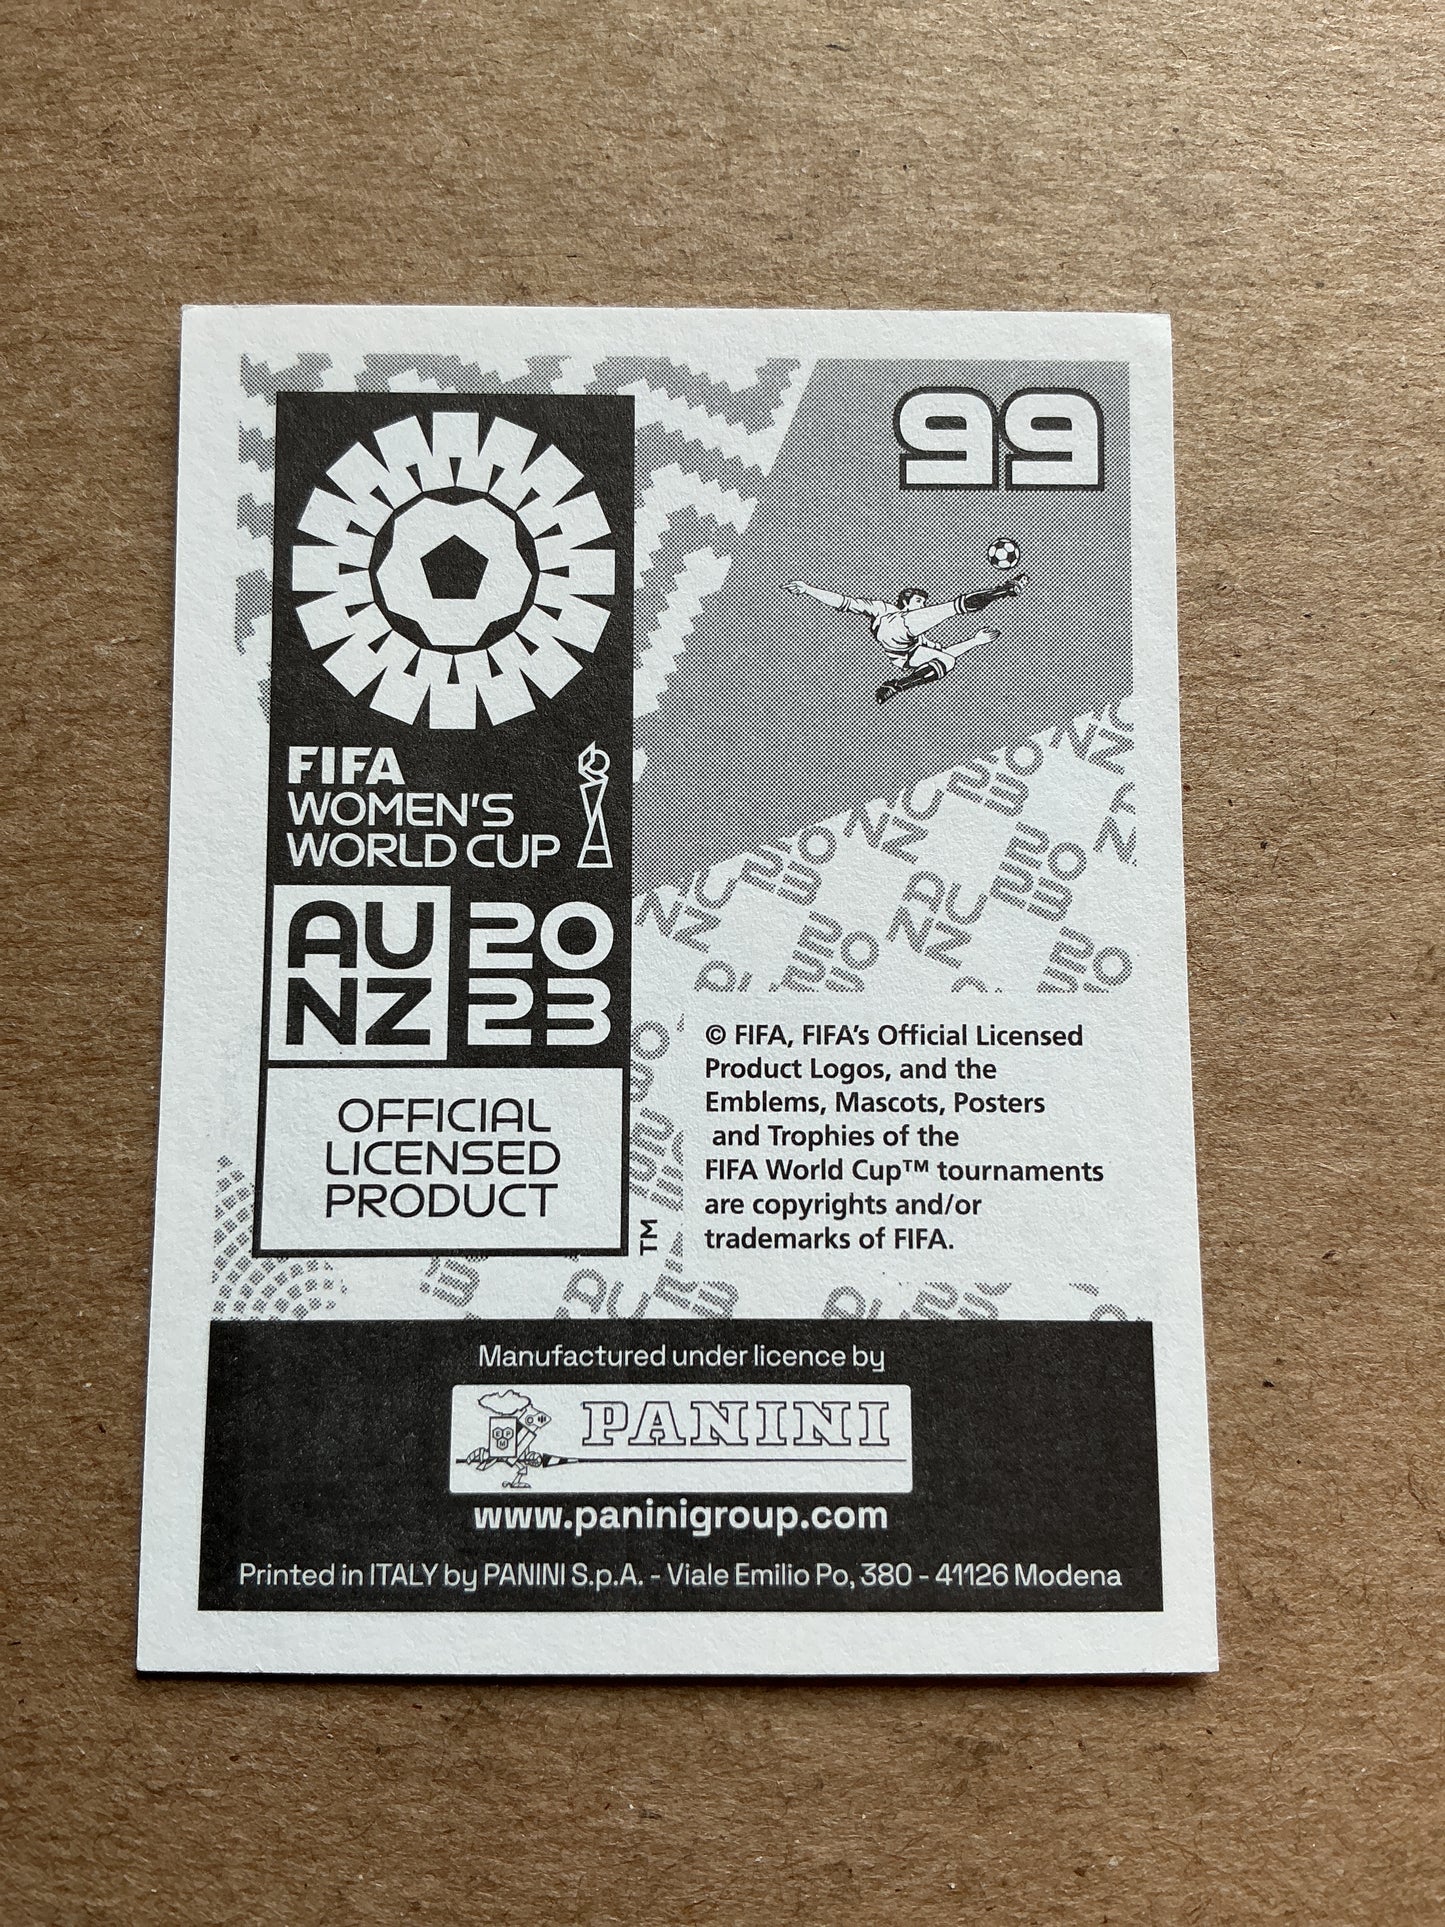 99
FIFA
WOMEN'S
WORLD CUP
AU 20
NZ 23
OFFICIAL
LICENSED
PRODUCT
TM
© FIFA, FIFA's Official Licensed
Product Logos, and the
Emblems, Mascots, Posters
and Trophies of the
FIFA World Cup™ tournaments
are copyrights and/or
trademarks of FIFA.
Manufactured under licence by
PANINI
www.paninigroup.com
Printed in ITALY by PANINI S.p.A. - Viale Emilio Po, 380 - 41126 Modena